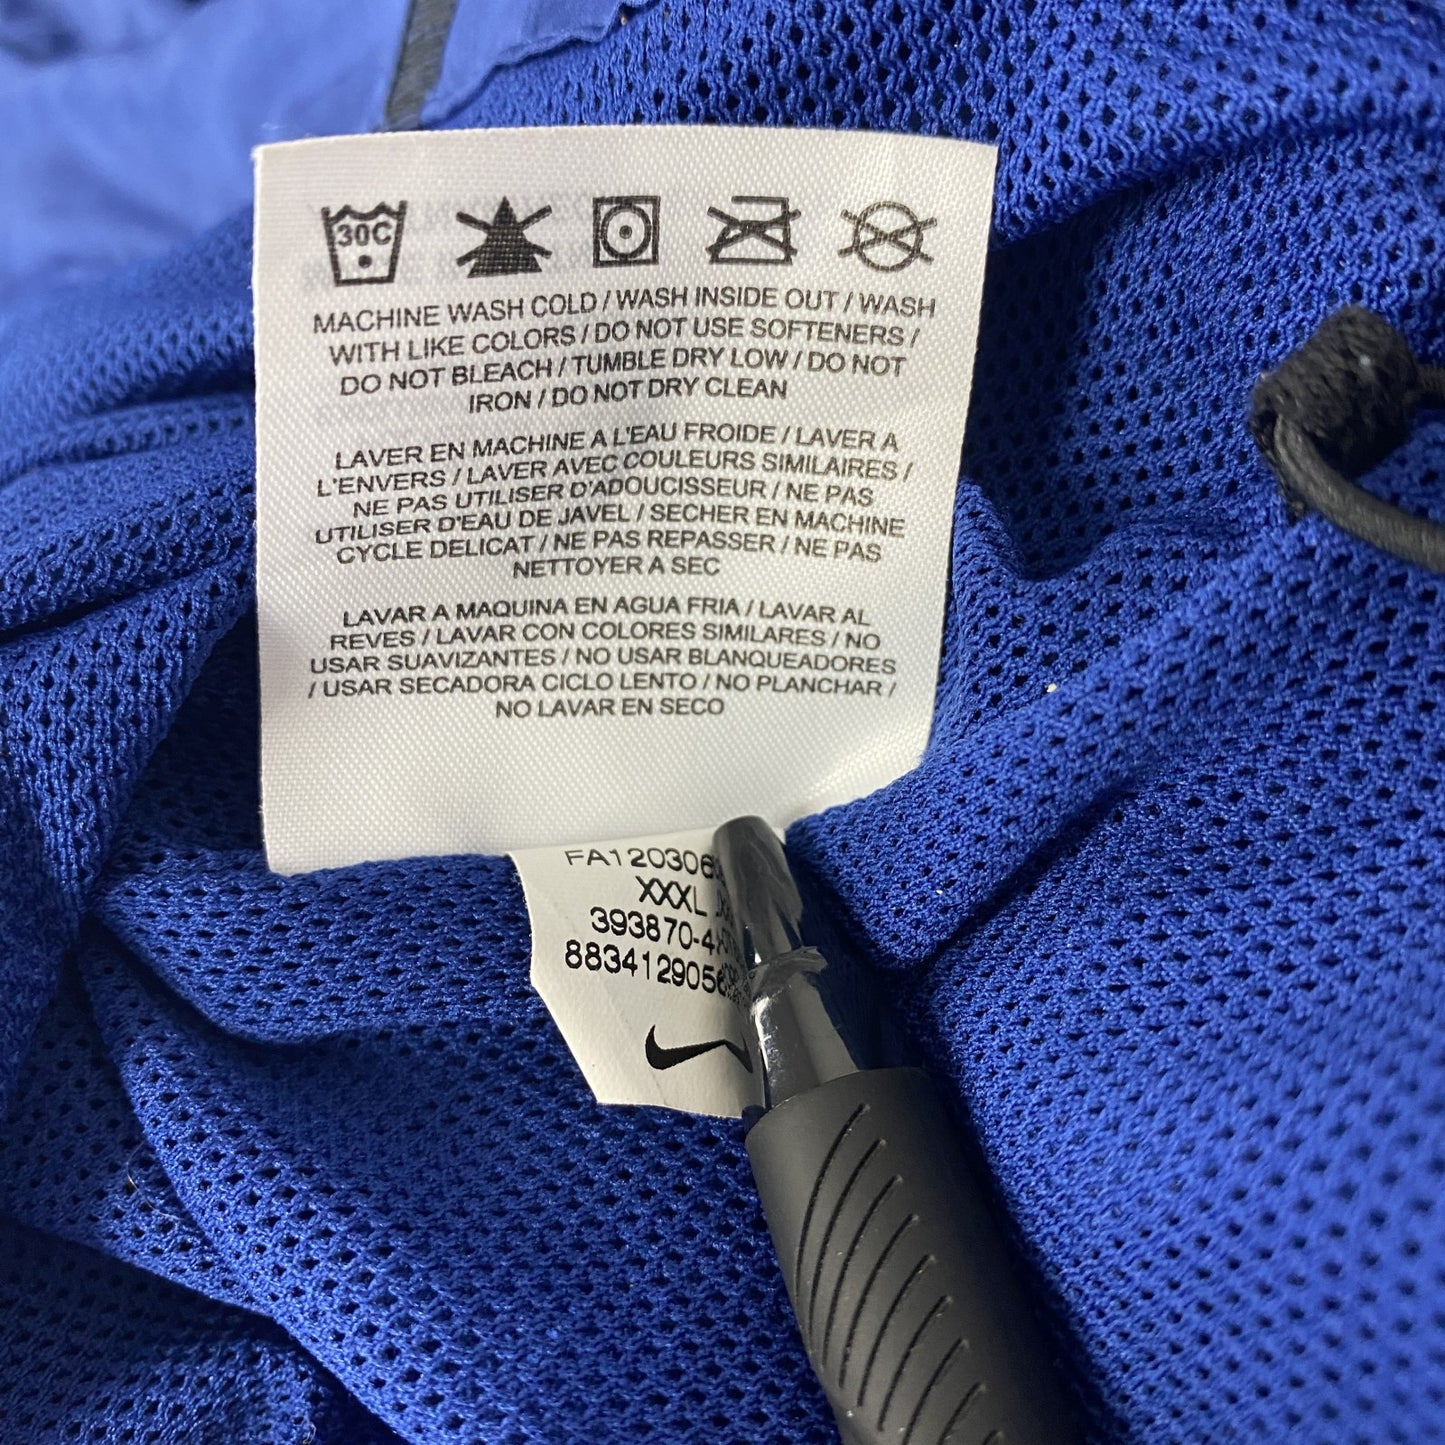 30C
MACHINE WASH COLD / WASH INSIDE OUT / WASH
WITH LIKE COLORS / DO NOT USE SOFTENERS /
DO NOT BLEACH / TUMBLE DRY LOW / DO NOT
IRON / DO NOT DRY CLEAN
LAVER EN MACHINE A L'EAU FROIDE / LAVER A
L'ENVERS / LAVER AVEC COULEURS SIMILAIRES /
NE PAS UTILISER D'ADOUCISSEUR / NE PAS
UTILISER D'EAU DE JAVEL / SECHER EN MACHINE
CYCLE DELICAT / NE PAS REPASSER / NE PAS
NETTOYER A SEC
LAVAR A MAQUINA EN AGUA FRIA / LAVAR AL
REVES / LAVAR CON COLORES SIMILARES / NO
USAR SUAVIZANTES / NO USAR BLANQUEADORES
/ USAR SECADORA CICLO LENTO / NO PLANCHAR /
NO LAVAR EN SECO
XXXL